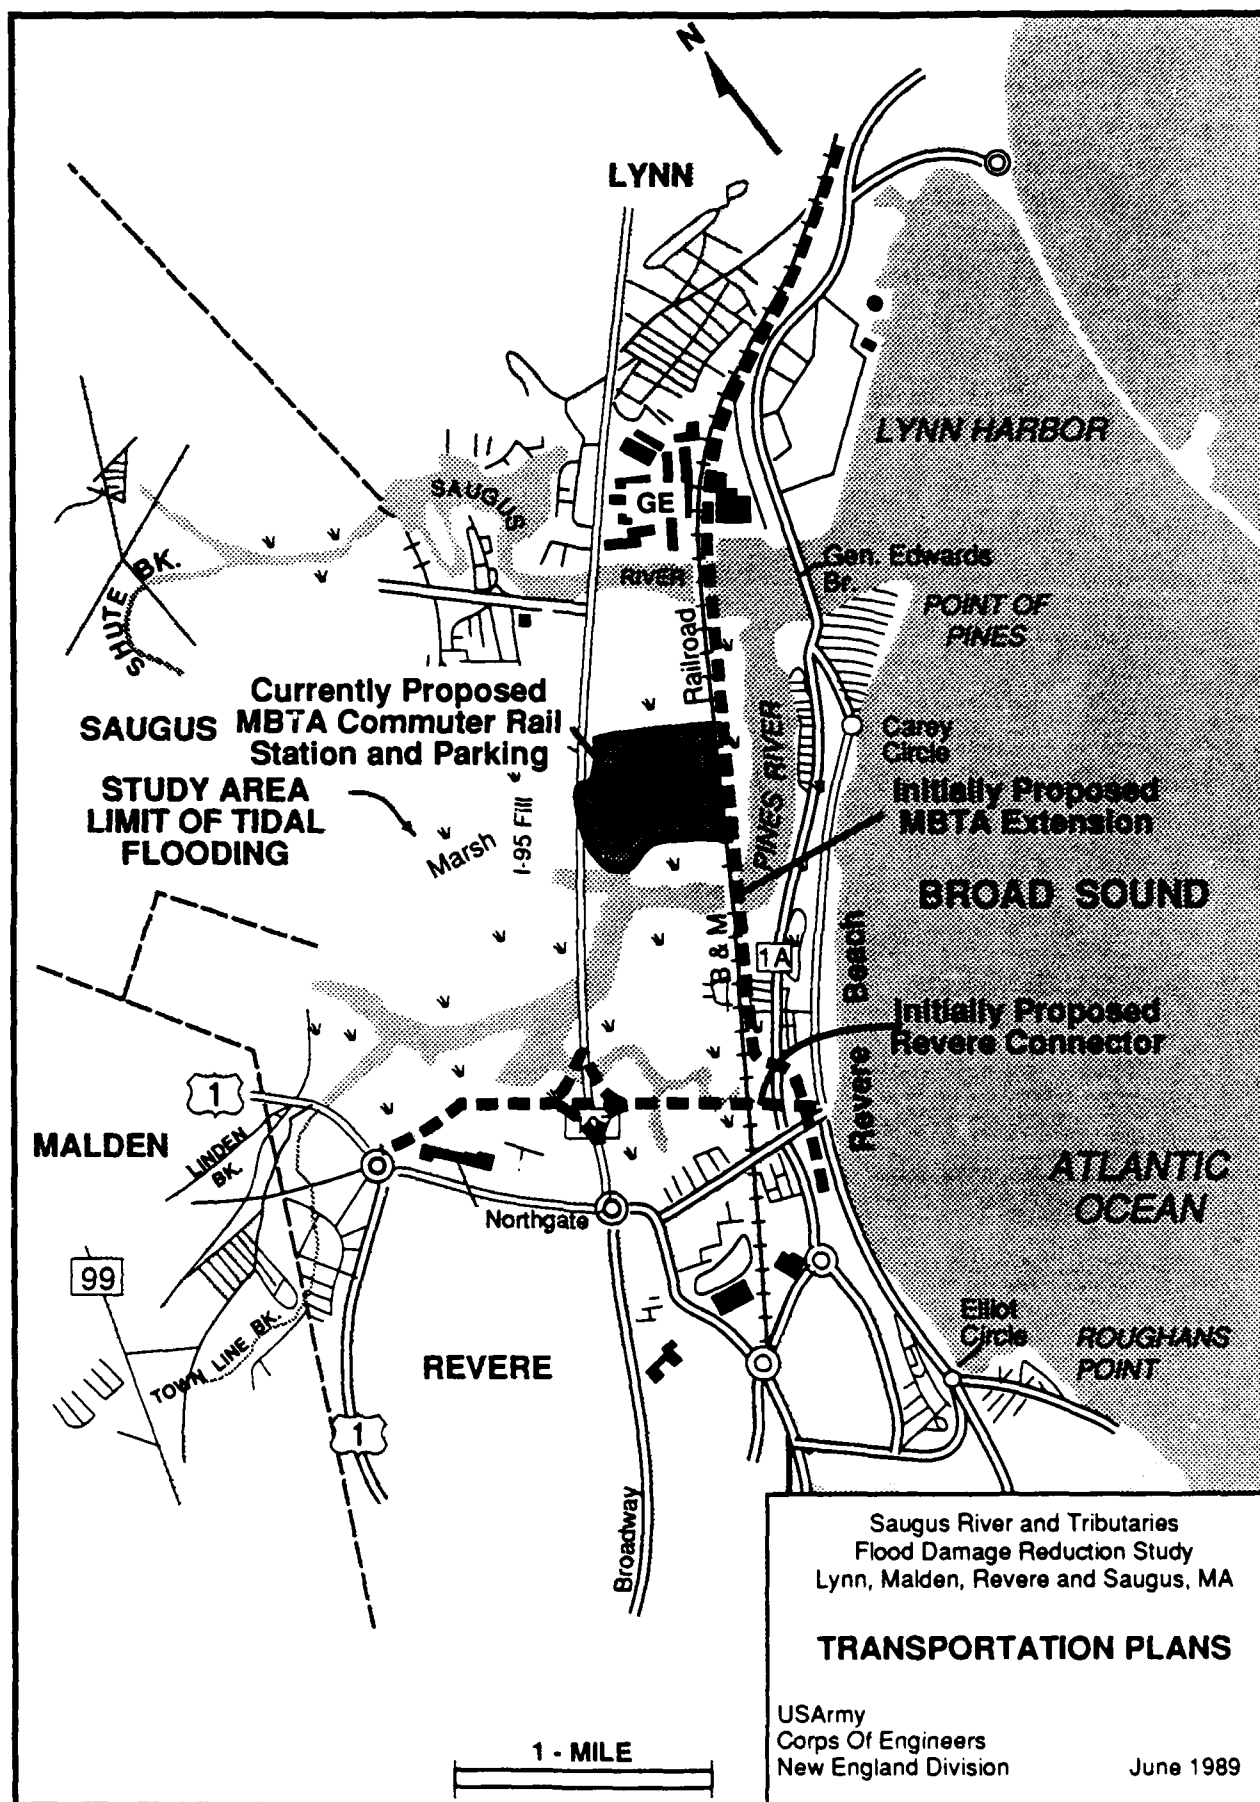 N
LYNN
LYNN HARBOR
SAUGUS
GE
RIVER
Gen. Edwards
Br.
POINT OF
PINES
SHUTE BK.
Railroad
Currently Proposed
MBTA Commuter Rail
Station and Parking
SAUGUS
PINES RIVER
Carey
Circle
STUDY AREA
LIMIT OF TIDAL
FLOODING
Marsh
I-95 Fill
Initially Proposed
MBTA Extension
BROAD SOUND
B & M
1A
Revere Beach
Initially Proposed
Revere Connector
1
MALDEN
LINDEN
BK.
ATLANTIC
OCEAN
Northgate
99
TOWN LINE BK.
REVERE
Elliot
Circle
ROUGHANS
POINT
1
Broadway
Saugus River and Tributaries
Flood Damage Reduction Study
Lynn, Malden, Revere and Saugus, MA
TRANSPORTATION PLANS
USArmy
Corps Of Engineers
New England Division
June 1989
1 - MILE